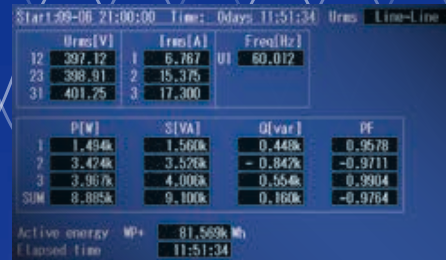 Start:09-06 21:00:00 Time: 0days 11:51:34 Urms Line-Line
Urms[V] Irms[A] Freq[Hz]
12 397.12 1 6.767 U1 60.012
23 398.91 2 15.375
31 401.25 3 17.300
P[W] S[VA] Q[var] PF
1 1.494k 1.560k 0.448k 0.9578
2 3.424k 3.526k - 0.842k -0.9711
3 3.967k 4.006k 0.554k 0.9904
SUM 8.885k 9.100k 0.160k -0.9764
Active energy WP+ 81.569k Wh
Elapsed time 11:51:34